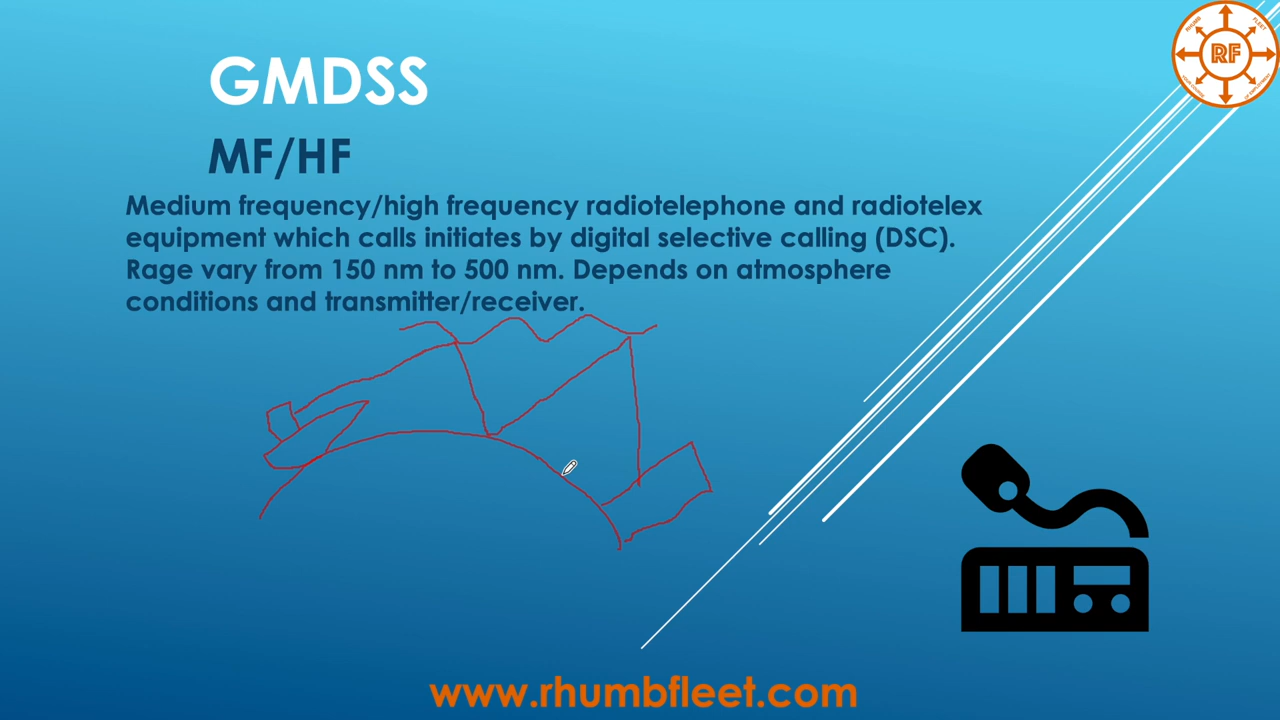 GMDSS
MF/HF
Medium frequency/high frequency radiotelephone and radiotelex
equipment which calls initiates by digital selective calling (DSC).
Rage vary from 150 nm to 500 nm. Depends on atmosphere
conditions and transmitter/receiver.
RHUMB FLEET
RF
www.rhumbfleet.com